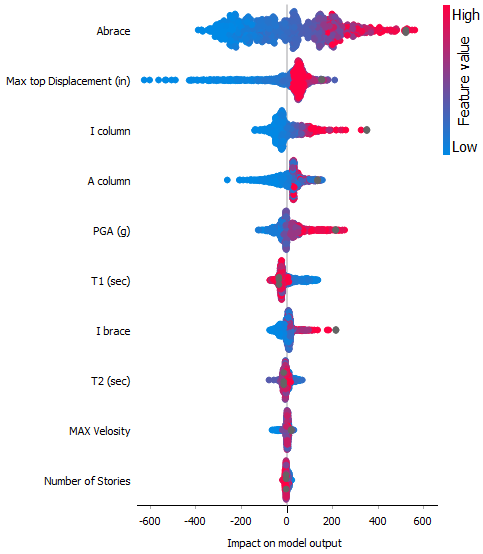 High
Abrace
Max top Displacement (in)
I column
A column
PGA (g)
T1 (sec)
I brace
T2 (sec)
MAX Velosity
Number of Stories
Feature value
Low
-600 -400 -200 0 200 400 600
Impact on model output